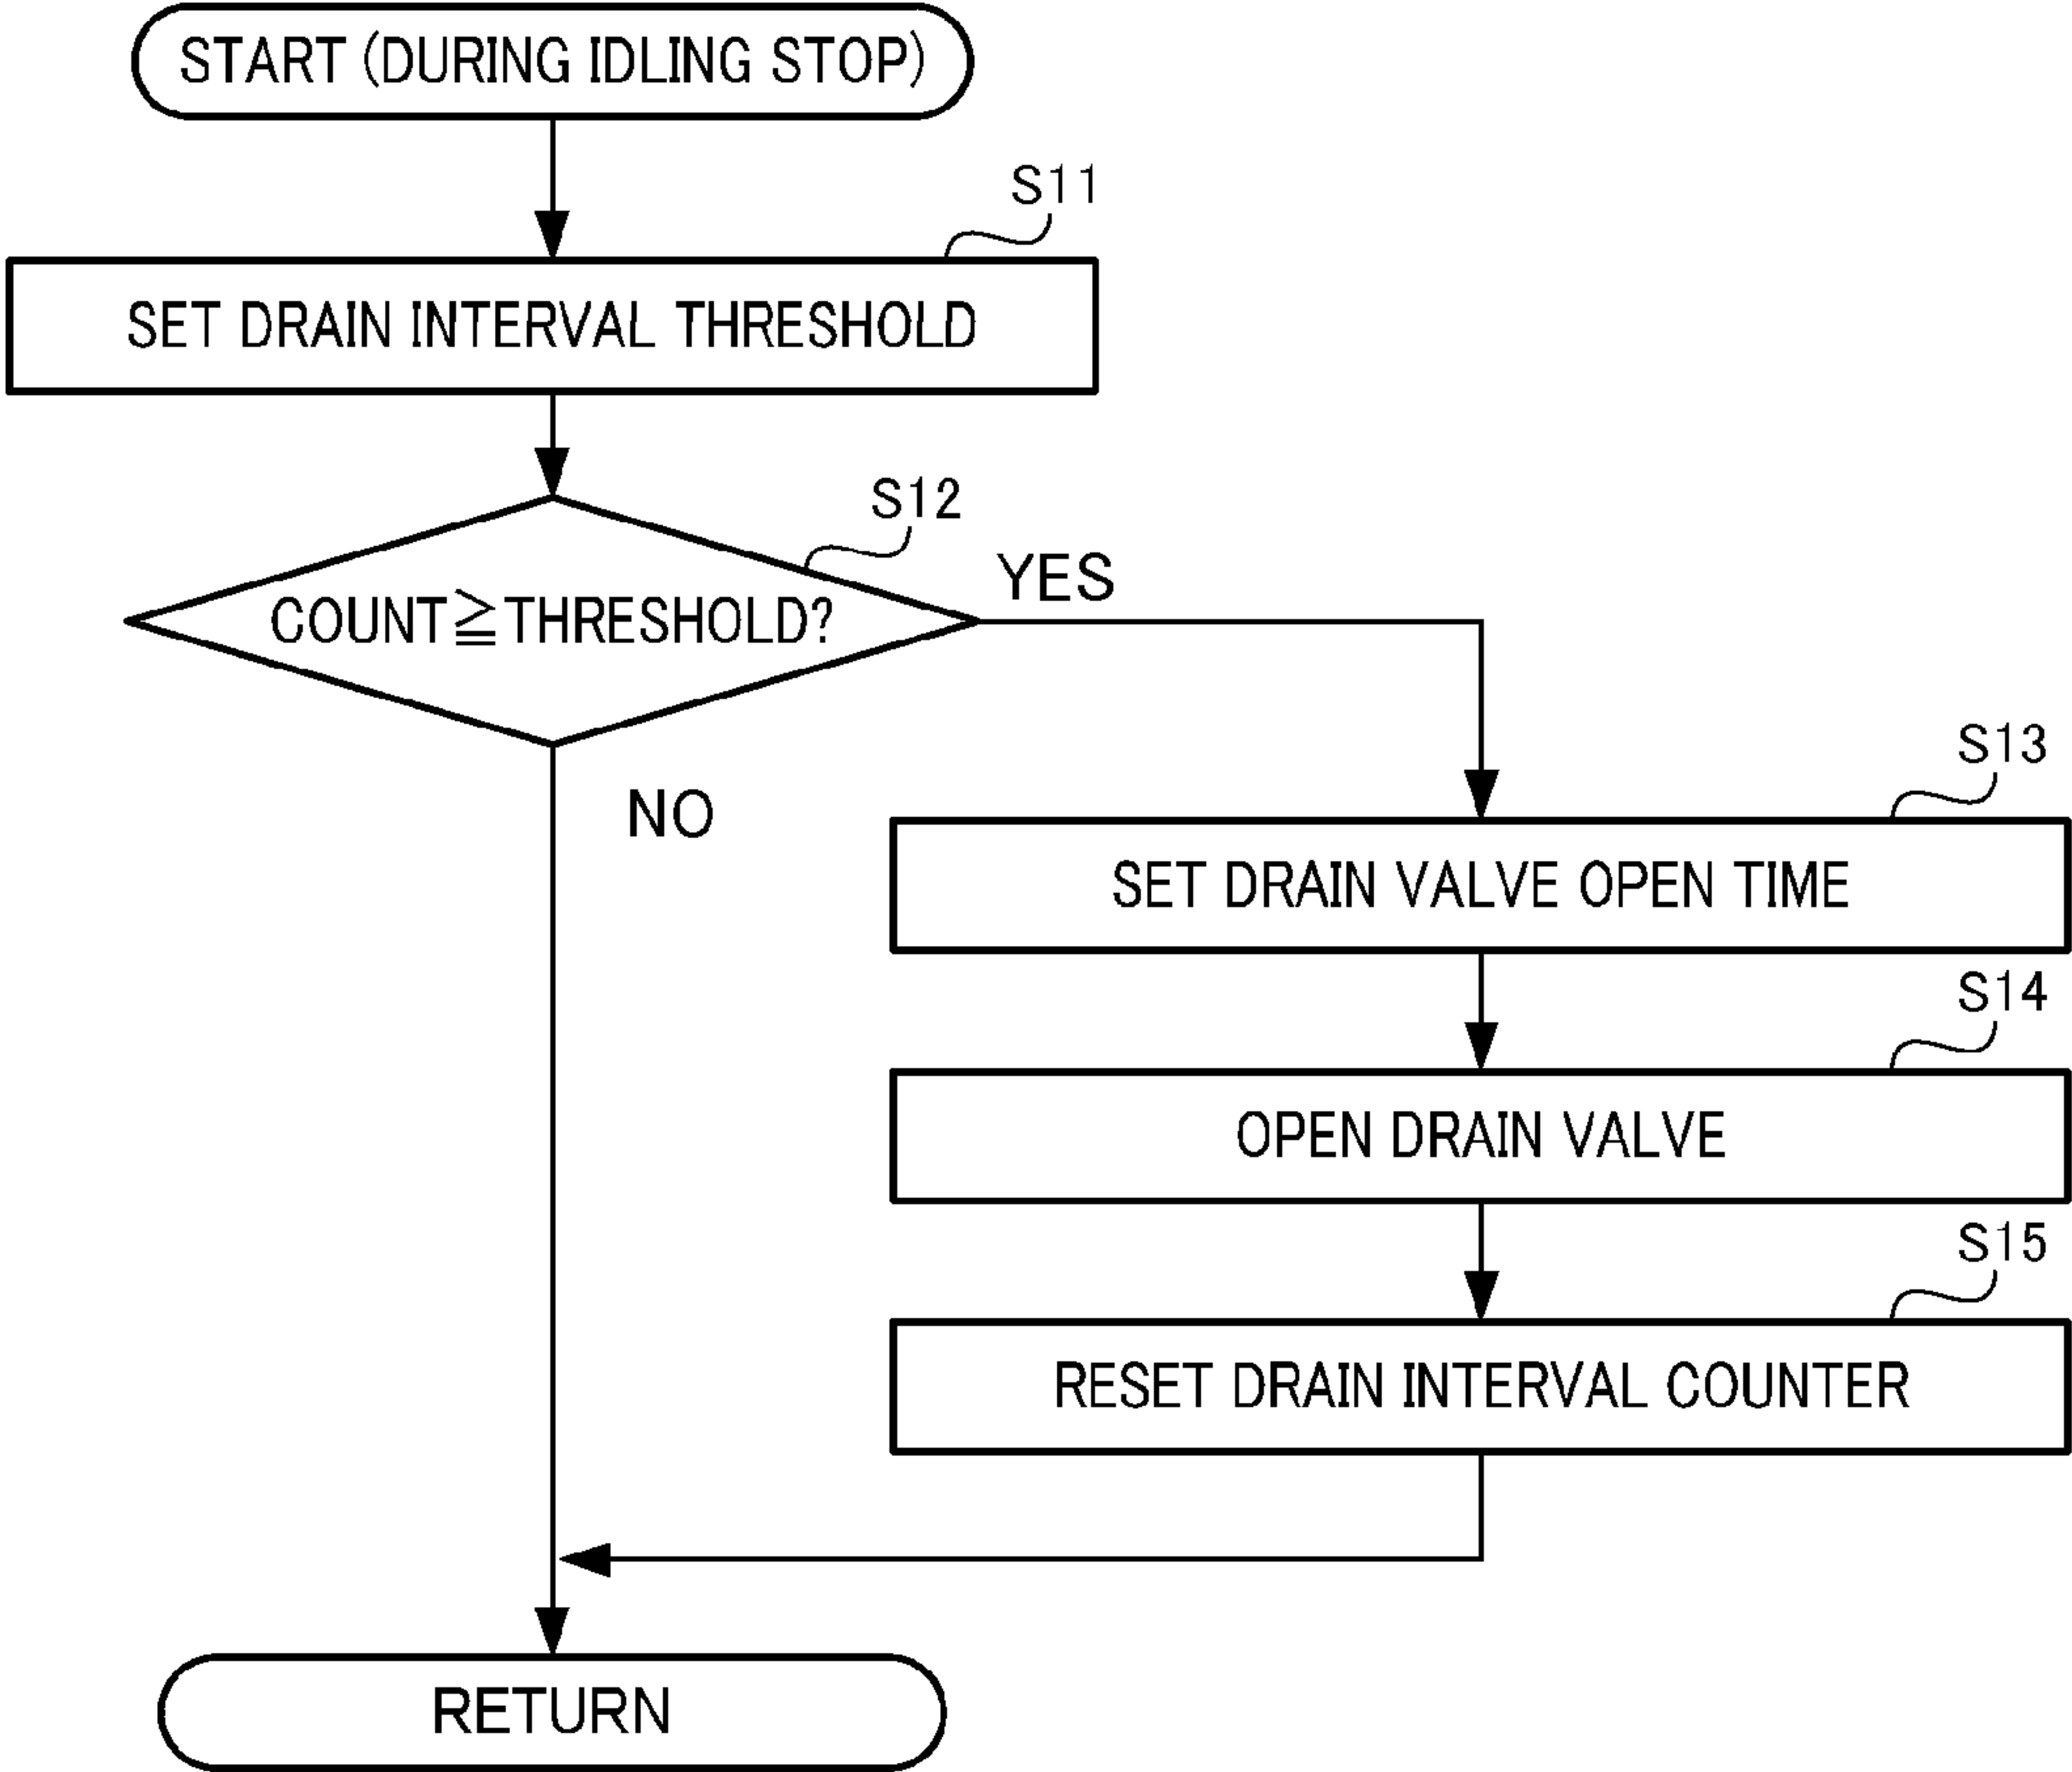 START (DURING IDLING STOP)
S11
SET DRAIN INTERVAL THRESHOLD
S12
COUNT≧THRESHOLD?
YES
NO
S13
SET DRAIN VALVE OPEN TIME
S14
OPEN DRAIN VALVE
S15
RESET DRAIN INTERVAL COUNTER
RETURN